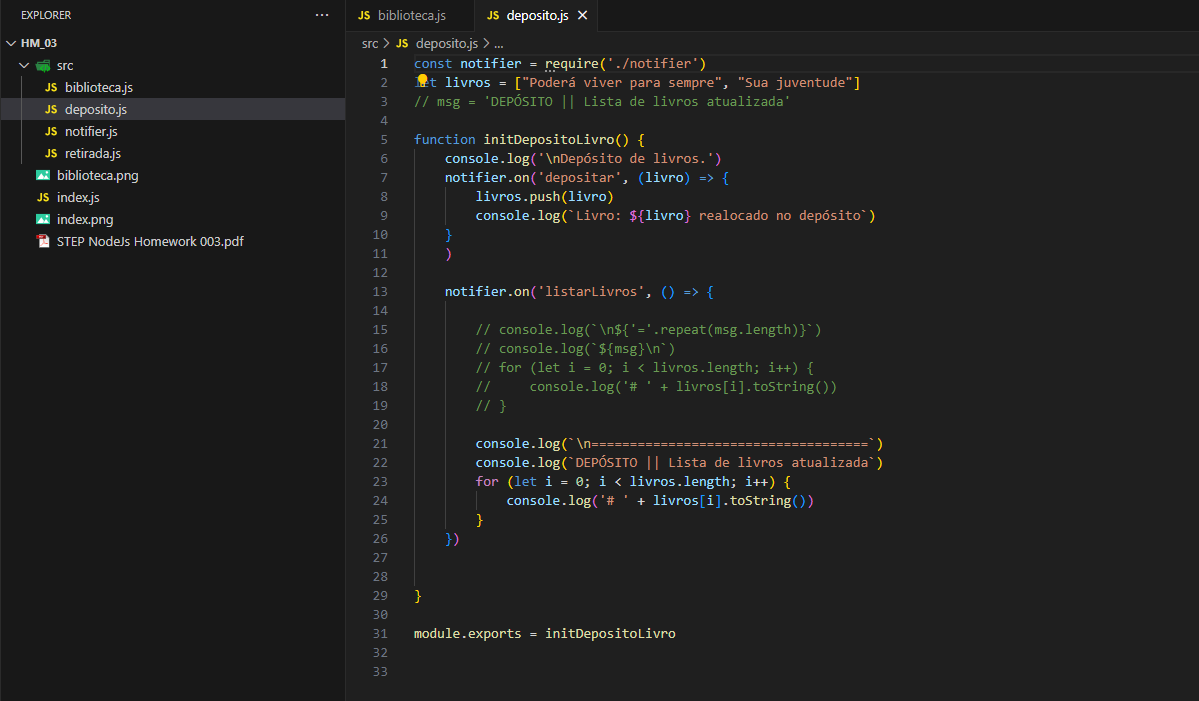 EXPLORER
...
HM_03
src
JS biblioteca.js
JS deposito.js
JS notifier.js
JS retirada.js
biblioteca.png
JS index.js
index.png
STEP NodeJs Homework 003.pdf
JS biblioteca.js JS deposito.js
src > JS deposito.js > ...
1 const notifier = require('./notifier')
2 let livros = ["Poderá viver para sempre", "Sua juventude"]
3 // msg = 'DEPÓSITO || Lista de livros atualizada'
4
5 function initDepositoLivro() {
6 console.log('\nDepósito de livros.')
7 notifier.on('depositar', (livro) => {
8 livros.push(livro)
9 console.log(`Livro: ${livro} realocado no depósito`)
10 }
11 )
12
13 notifier.on('listarLivros', () => {
14
15 // console.log(`\n${'='.repeat(msg.length)}`)
16 // console.log(`${msg}\n`)
17 // for (let i = 0; i < livros.length; i++) {
18 // console.log('# ' + livros[i].toString())
19 // }
20
21 console.log(`\n====================================`)
22 console.log(`DEPÓSITO || Lista de livros atualizada`)
23 for (let i = 0; i < livros.length; i++) {
24 console.log('# ' + livros[i].toString())
25 }
26 })
27
28
29 }
30
31 module.exports = initDepositoLivro
32
33